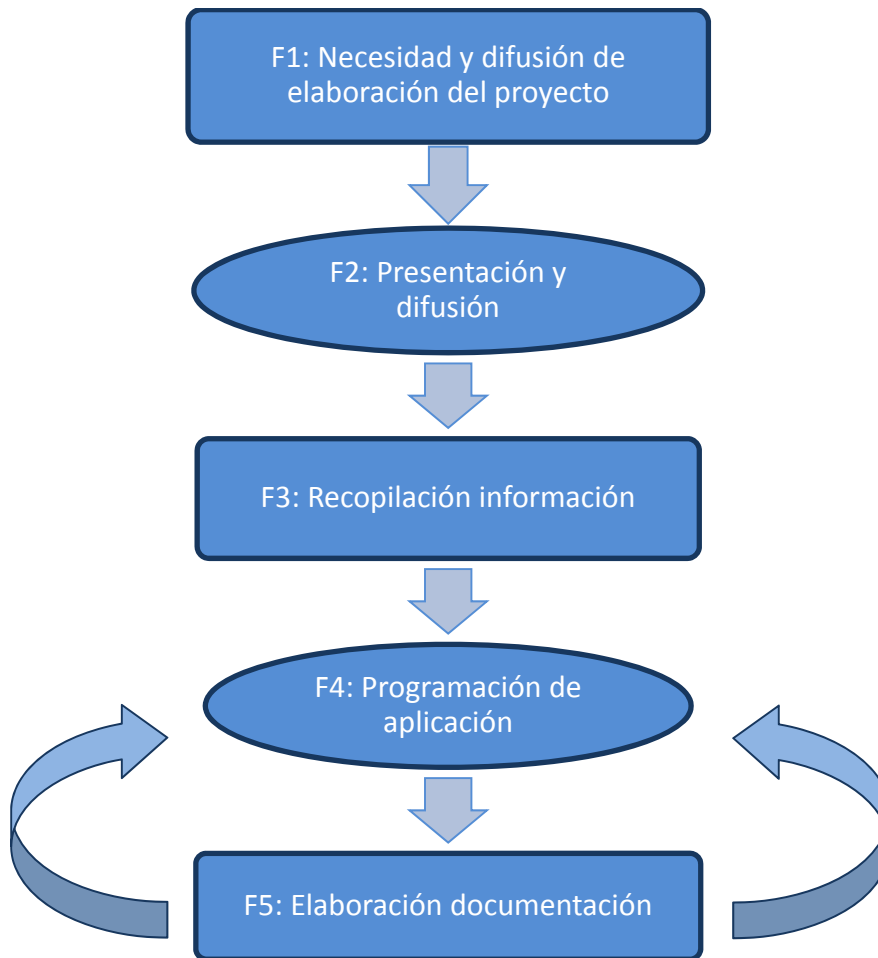 F1: Necesidad y difusión de
elaboración del proyecto
F2: Presentación y
difusión
F3: Recopilación información
F4: Programación de
aplicación
F5: Elaboración documentación